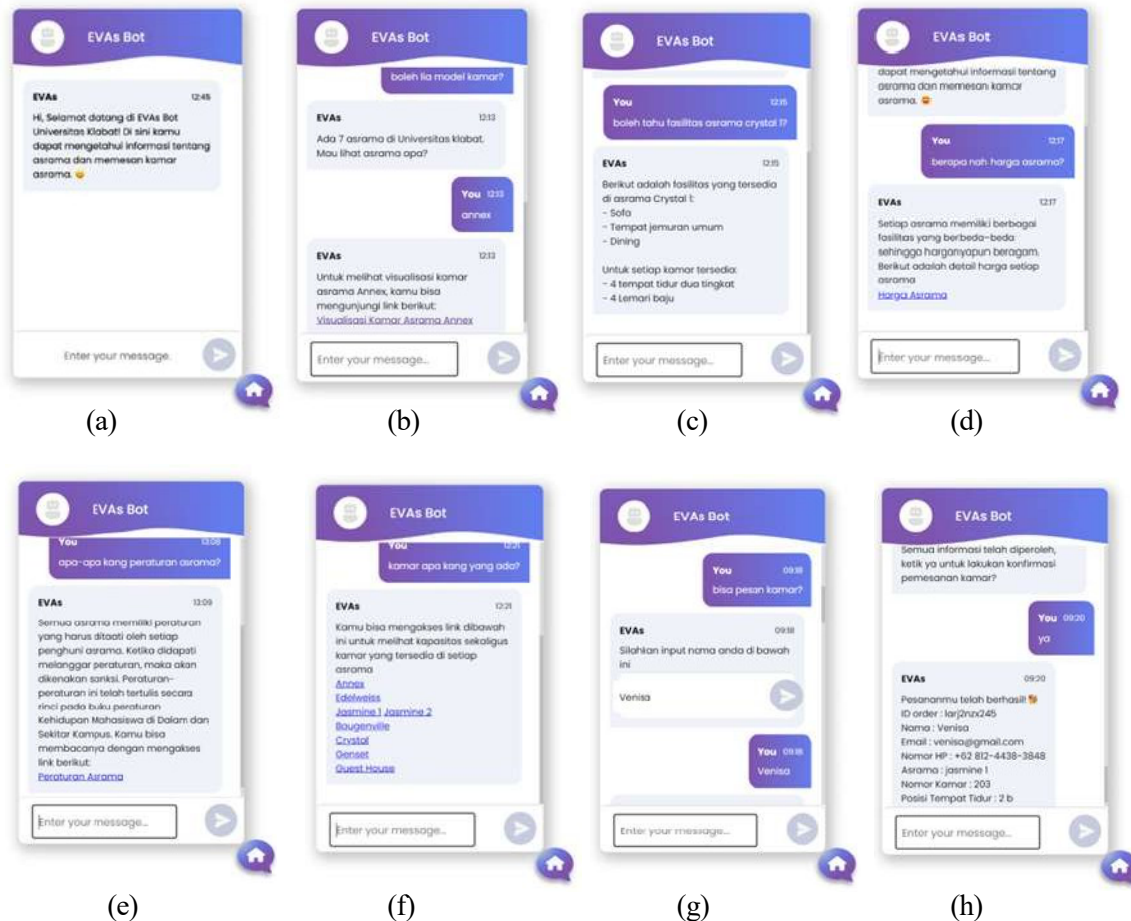 EVAs Bot
EVAs 12:45
Hi, Selamat datang di EVAs Bot
Universitas Klabat! Di sini kamu
dapat mengetahui informasi tentang
asrama dan memesan kamar
asrama. 😄
Enter your message.
(a)
EVAs Bot
boleh lia model kamar?
EVAs 12:13
Ada 7 asrama di Universitas klabat.
Mau lihat asrama apa?
You 12:13
annex
EVAs 12:13
Untuk melihat visualisasi kamar
asrama Annex, kamu bisa
mengunjungi link berikut:
Visualisasi Kamar Asrama Annex
Enter your message...
(b)
EVAs Bot
You 12:15
boleh tahu fasilitas asrama crystal 1?
EVAs 12:15
Berikut adalah fasilitas yang tersedia
di asrama Crystal 1:
- Sofa
- Tempat jemuran umum
- Dining
Untuk setiap kamar tersedia:
- 4 tempat tidur dua tingkat
- 4 Lemari baju
Enter your message...
(c)
EVAs Bot
dapat mengetahui informasi tentang
asrama dan memesan kamar
asrama. 😄
You 12:17
berapa nah harga asrama?
EVAs 12:17
Setiap asrama memiliki berbagai
fasilitas yang berbeda-beda
sehingga harganyapun beragam.
Berikut adalah detail harga setiap
asrama
Harga Asrama
Enter your message...
(d)
EVAs Bot
You 13:08
apa-apa kang peraturan asrama?
EVAs 13:09
Semua asrama memiliki peraturan
yang harus ditaati oleh setiap
penghuni asrama. Ketika didapati
melanggar peraturan, maka akan
dikenakan sanksi. Peraturan-
peraturan ini telah tertulis secara
rinci pada buku peraturan
Kehidupan Mahasiswa di Dalam dan
Sekitar Kampus. Kamu bisa
membacanya dengan mengakses
link berikut:
Peraturan Asrama
Enter your message...
(e)
EVAs Bot
You 12:21
kamar apa kang yang ada?
EVAs 12:21
Kamu bisa mengakses link dibawah
ini untuk melihat kapasitas sekaligus
kamar yang tersedia di setiap
asrama
Annex
Edelweiss
Jasmine 1 Jasmine 2
Bougenville
Crystal
Genset
Guest House
Enter your message...
(f)
EVAs Bot
You 09:18
bisa pesan kamar?
EVAs 09:18
Silahkan input nama anda di bawah
ini
Venisa
You 09:18
Venisa
Enter your message...
(g)
EVAs Bot
Semua informasi telah diperoleh,
ketik ya untuk lakukan konfirmasi
pemesanan kamar?
You 09:20
ya
EVAs 09:20
Pesananmu telah berhasil!
ID order : larj2nzx245
Nama : Venisa
Email : venisa@gmail.com
Nomor HP : +62 812-4438-3848
Asrama : jasmine 1
Nomor Kamar : 203
Posisi Tempat Tidur : 2 b
Enter your message...
(h)